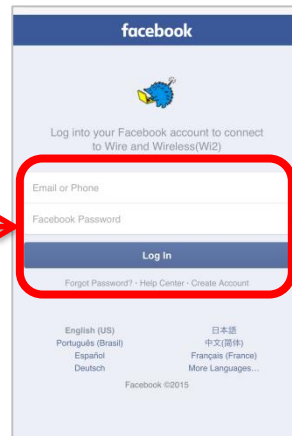 facebook
Log into your Facebook account to connect
to Wire and Wireless(Wi2)
Email or Phone
Facebook Password
Log In
Forgot Password? · Help Center · Create Account
English (US)
日本語
Português (Brasil)
中文(简体)
Español
Français (France)
Deutsch
More Languages...
Facebook ©2015